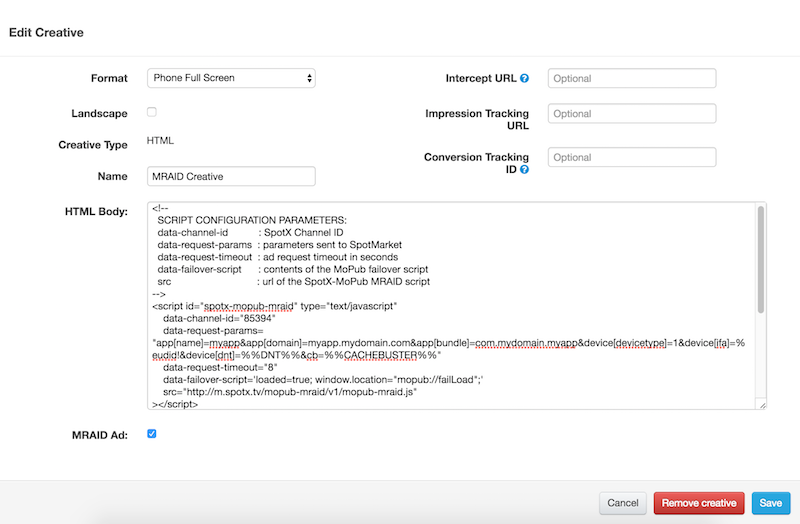 Edit Creative
Format
Phone Full Screen
Landscape
Creative Type
HTML
Name
MRAID Creative
Intercept URL ?
Optional
Impression Tracking
URL
Optional
Conversion Tracking
ID ?
Optional
HTML Body:
<!--
SCRIPT CONFIGURATION PARAMETERS:
data-channel-id : SpotX Channel ID
data-request-params : parameters sent to SpotMarket
data-request-timeout : ad request timeout in seconds
data-failover-script : contents of the MoPub failover script
src : url of the SpotX-MoPub MRAID script
-->
<script id="spotx-mopub-mraid" type="text/javascript"
data-channel-id="85394"
data-request-params=
"app[name]=myapp&app[domain]=myapp.mydomain.com&app[bundle]=com.mydomain.myapp&device[devicetype]=1&device[ifa]=%
eudid!&device[dnt]=%%DNT%%&cb=%%CACHEBUSTER%%"
data-request-timeout="8"
data-failover-script='loaded=true; window.location="mopub://failLoad";'
src="http://m.spotx.tv/mopub-mraid/v1/mopub-mraid.js"
></script>
MRAID Ad:
Cancel
Remove creative
Save